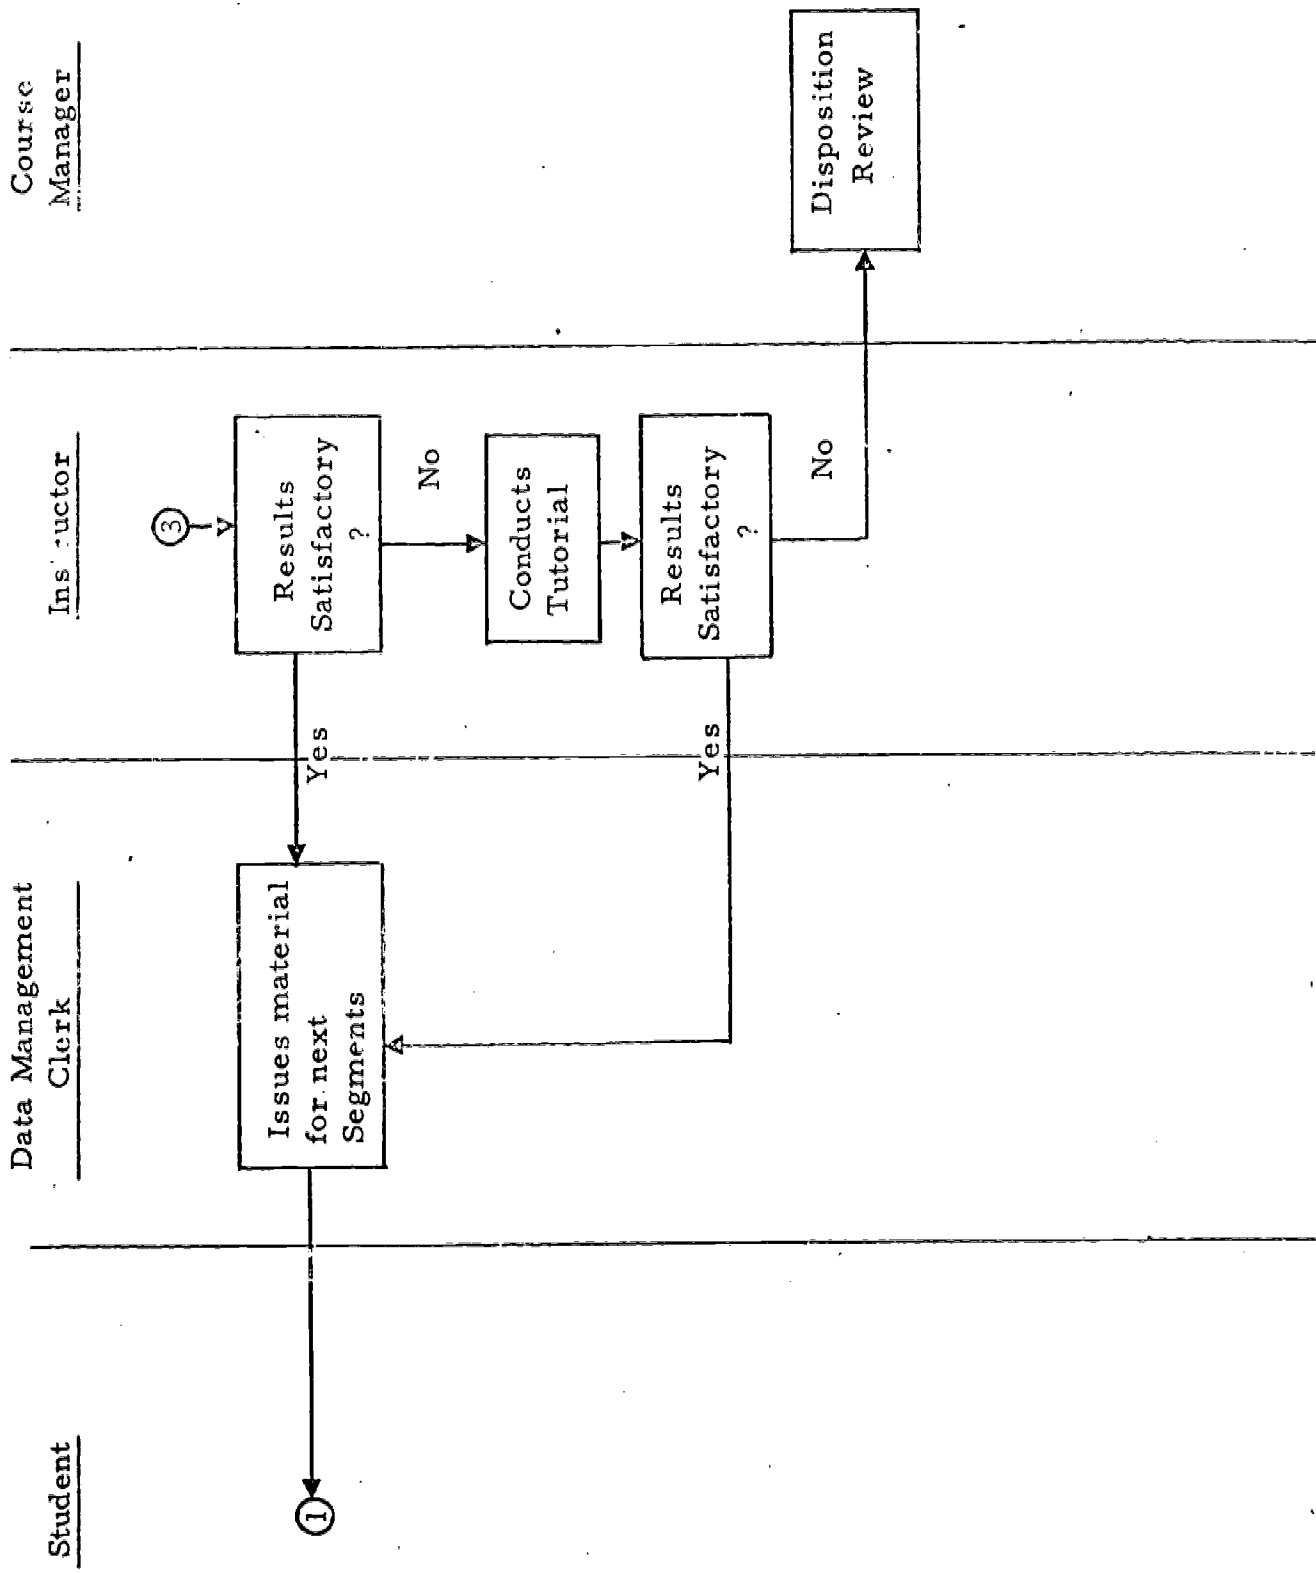 Student
Data Management
Clerk
Course
Manager
3
Results
Satisfactory
?
Yes
No
Issues material
for next
Segments
1
Conducts
Tutorial
Results
Satisfactory
?
Yes
No
Disposition
Review